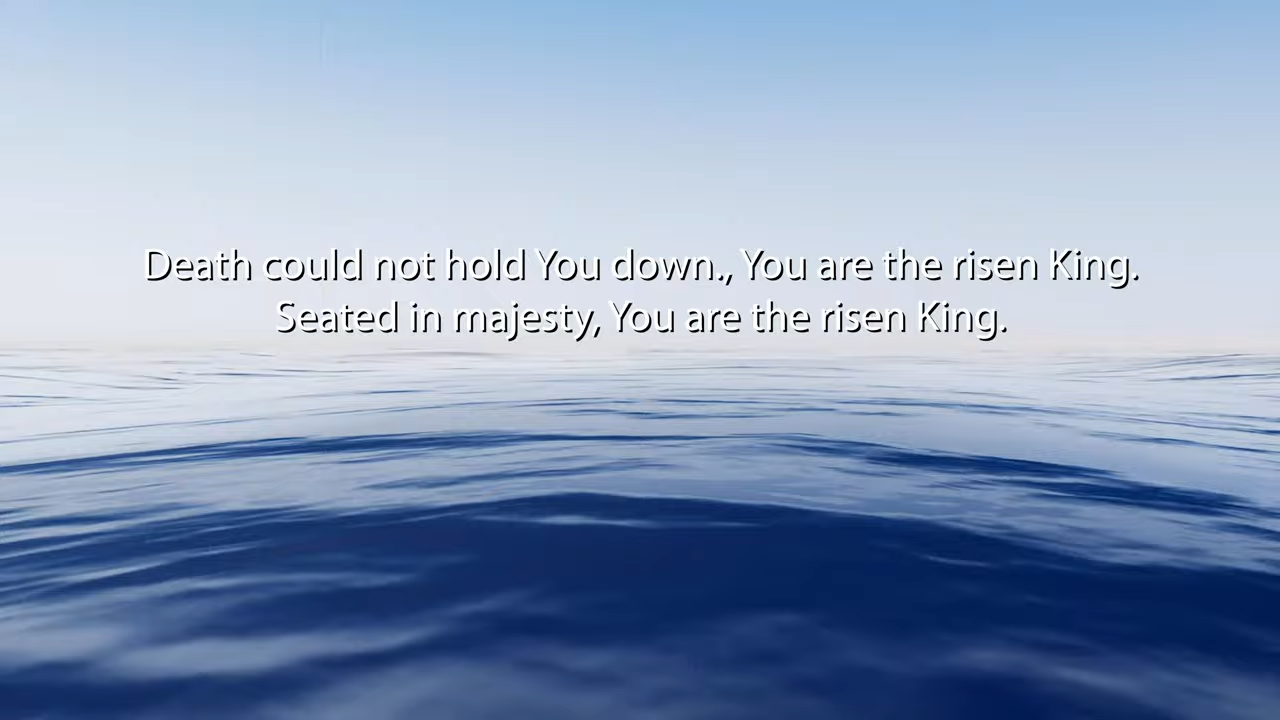 Death could not hold You down., You are the risen King.
Seated in majesty, You are the risen King.